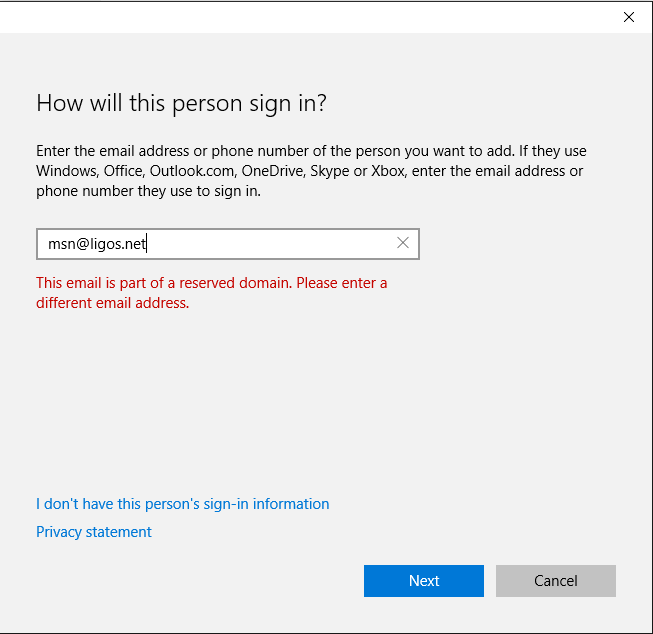 How will this person sign in?
Enter the email address or phone number of the person you want to add. If they use
Windows, Office, Outlook.com, OneDrive, Skype or Xbox, enter the email address or
phone number they use to sign in.
msn@ligos.net
This email is part of a reserved domain. Please enter a
different email address.
I don't have this person's sign-in information
Privacy statement
Next
Cancel